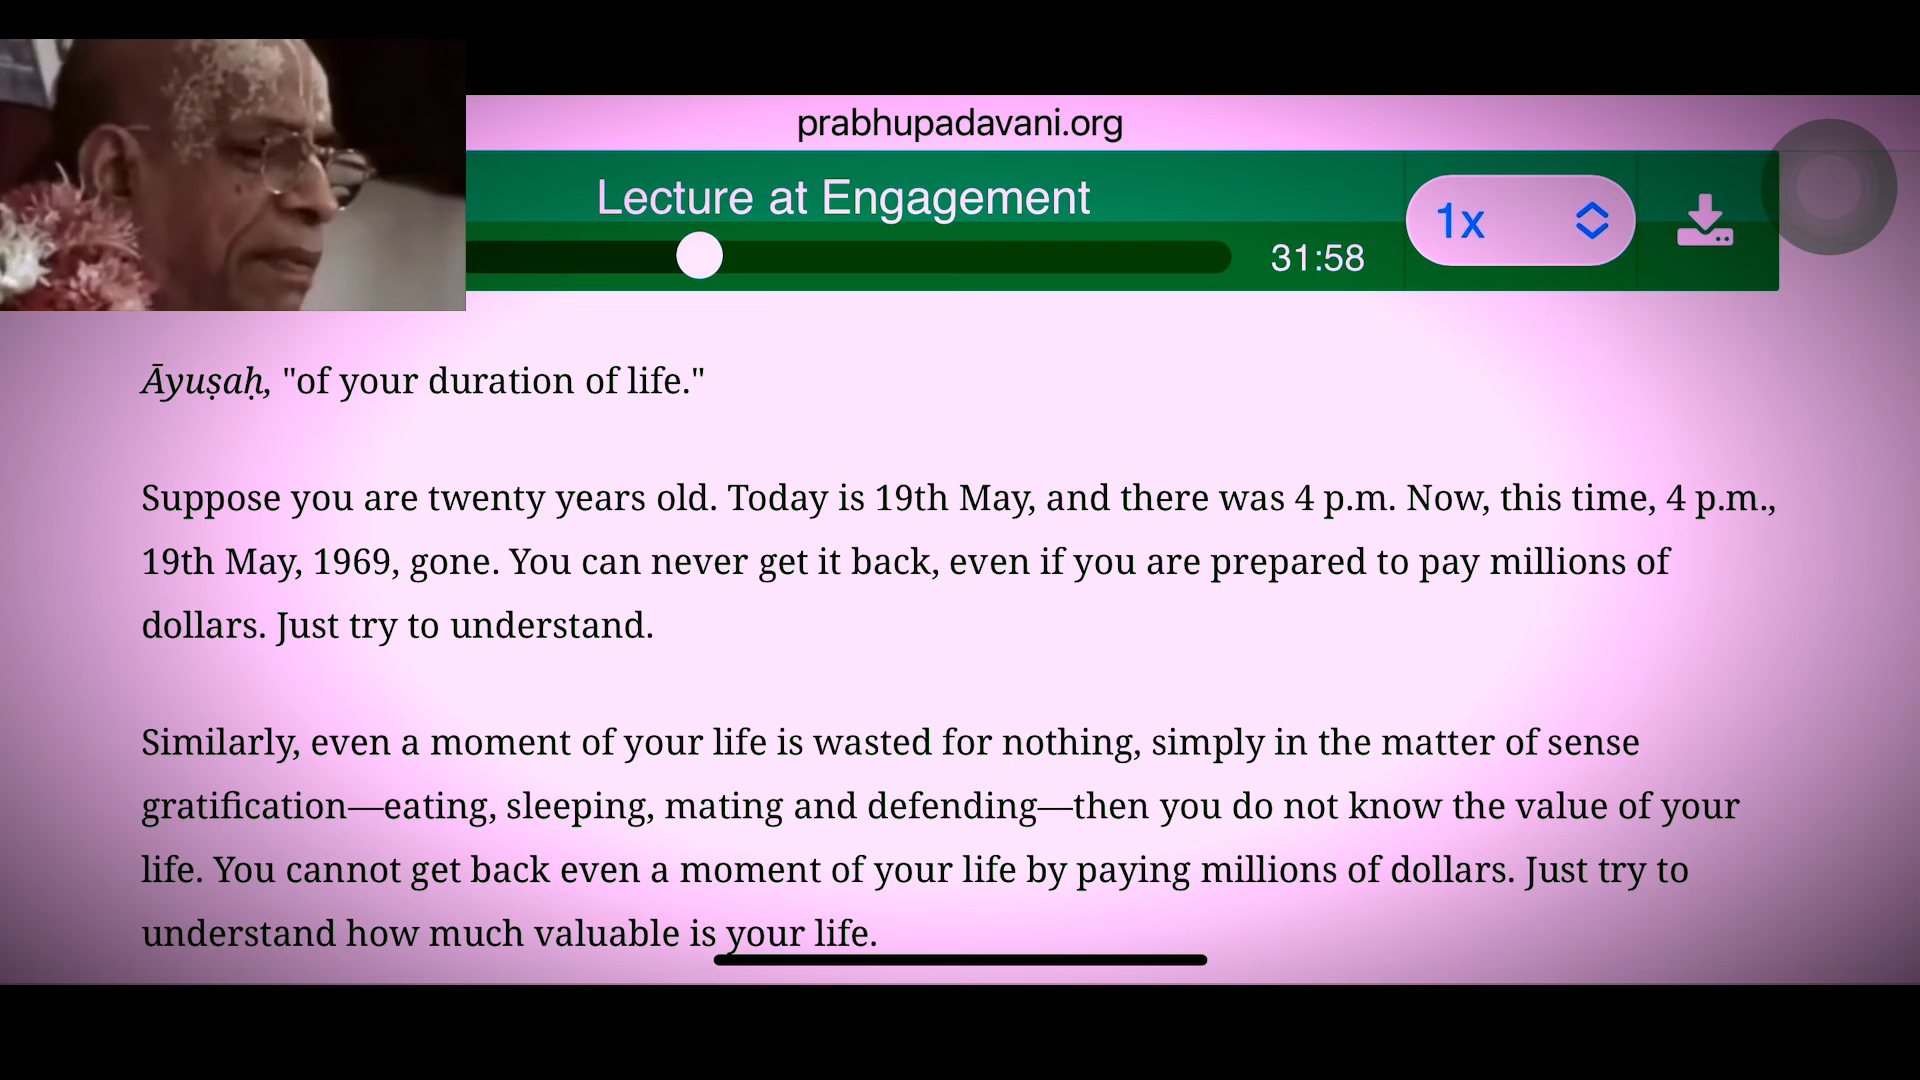 prabhupadavani.org
Lecture at Engagement
31:58
1x
Āyuṣaḥ, "of your duration of life."
Suppose you are twenty years old. Today is 19th May, and there was 4 p.m. Now, this time, 4 p.m.,
19th May, 1969, gone. You can never get it back, even if you are prepared to pay millions of
dollars. Just try to understand.
Similarly, even a moment of your life is wasted for nothing, simply in the matter of sense
gratification—eating, sleeping, mating and defending—then you do not know the value of your
life. You cannot get back even a moment of your life by paying millions of dollars. Just try to
understand how much valuable is your life.